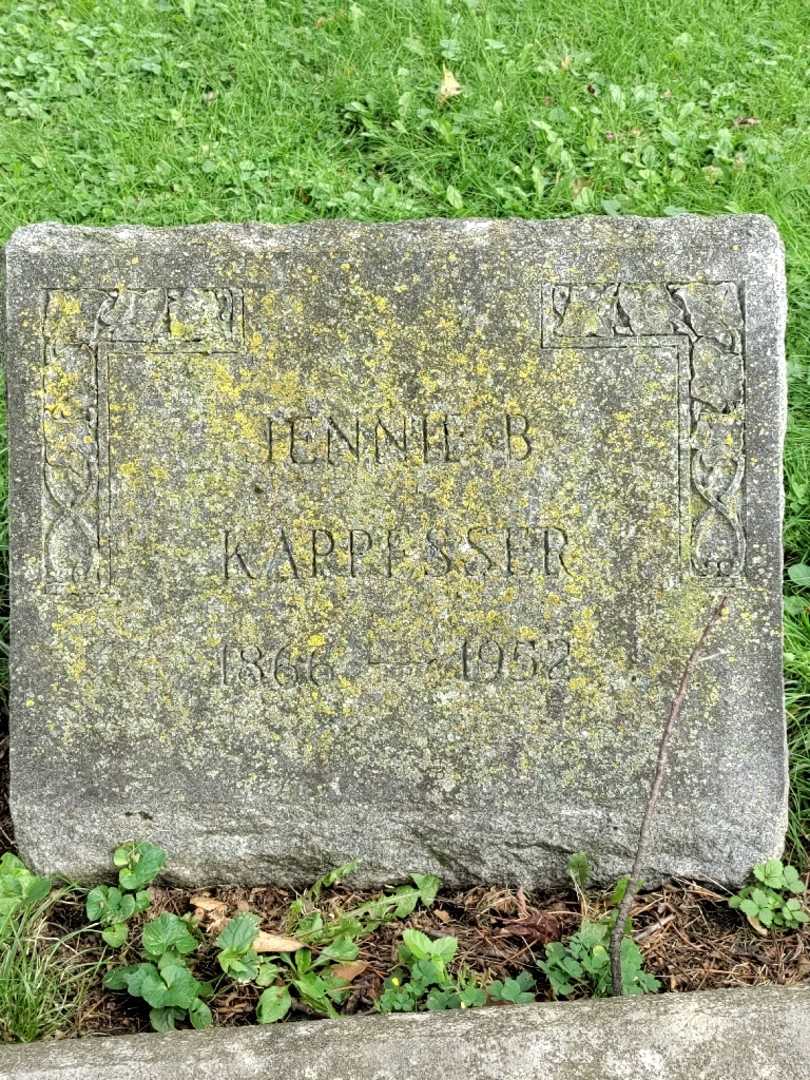 JENNIE B
KAPPESSER
1866 — 1952